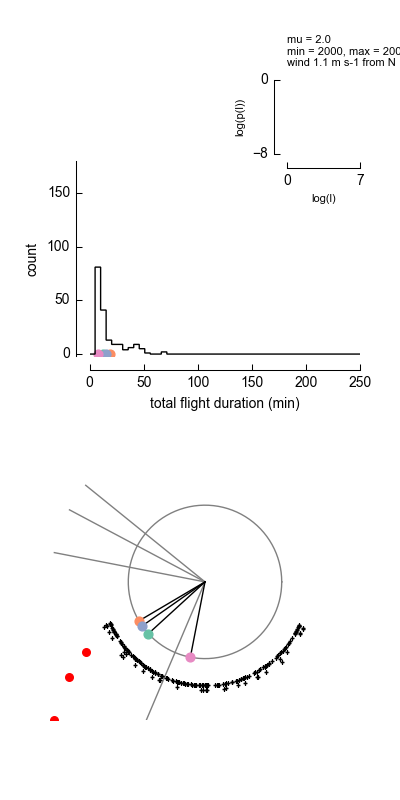 mu = 2.0
min = 2000, max = 200
wind 1.1 m s-1 from N
0
−8
log(p(l))
0
7
log(l)
150
100
50
0
count
0
50
100
150
200
250
total flight duration (min)